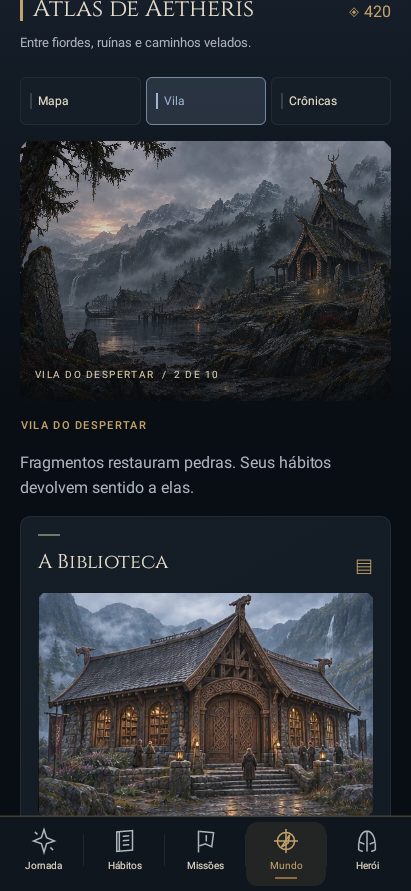 Atlas de Aetheris
420
Entre fiordes, ruínas e caminhos velados.
Mapa
Vila
Crônicas
VILA DO DESPERTAR / 2 DE 10
VILA DO DESPERTAR
Fragmentos restauram pedras. Seus hábitos
devolvem sentido a elas.
A Biblioteca
Jornada
Hábitos
Missões
Mundo
Herói